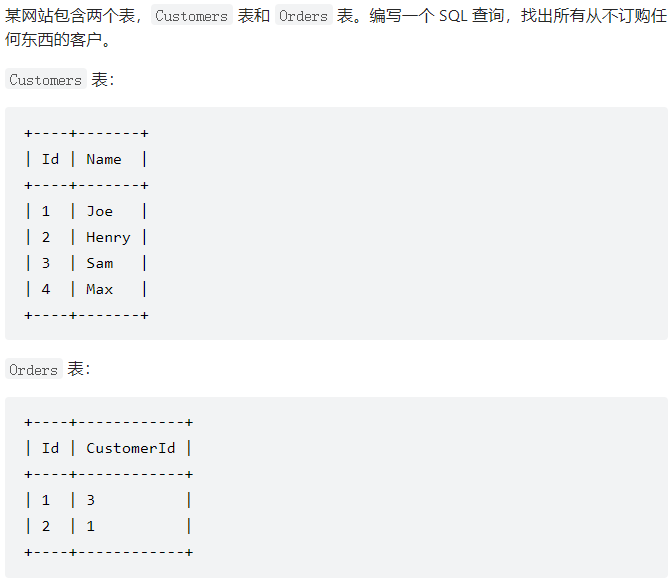 某网站包含两个表，Customers 表和 Orders 表。编写一个 SQL 查询，找出所有从不订购任
何东西的客户。
Customers 表：
+----+-------+
| Id | Name  |
+----+-------+
| 1  | Joe   |
| 2  | Henry |
| 3  | Sam   |
| 4  | Max   |
+----+-------+
Orders 表：
+----+------------+
| Id | CustomerId |
+----+------------+
| 1  | 3          |
| 2  | 1          |
+----+------------+